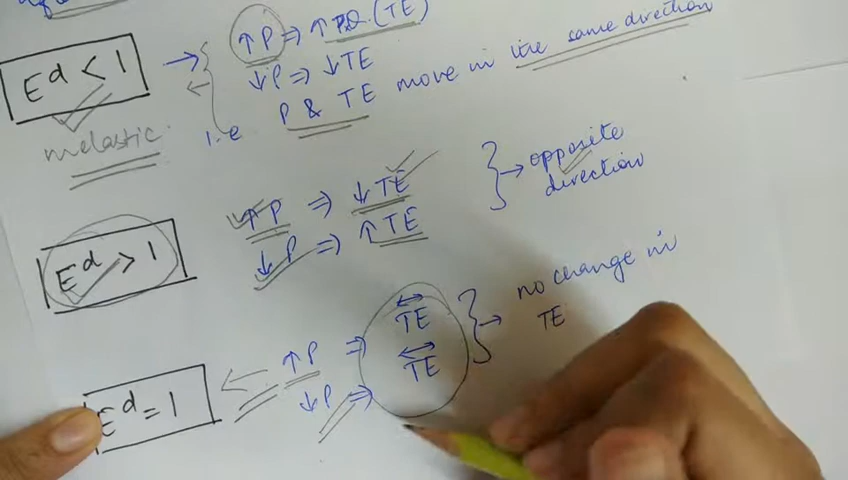 ↑P ⇒ ↑ P.Q. (TE)
Ed < 1 → ↓P ⇒ ↓TE
i.e P & TE move in the same direction
inelastic
↑P ⇒ ↓TE
Ed > 1 ↓P ⇒ ↑TE } → opposite direction
↑P ⇒ ↔ TE
Ed = 1 ↓P ⇒ ↔ TE } → no change in TE